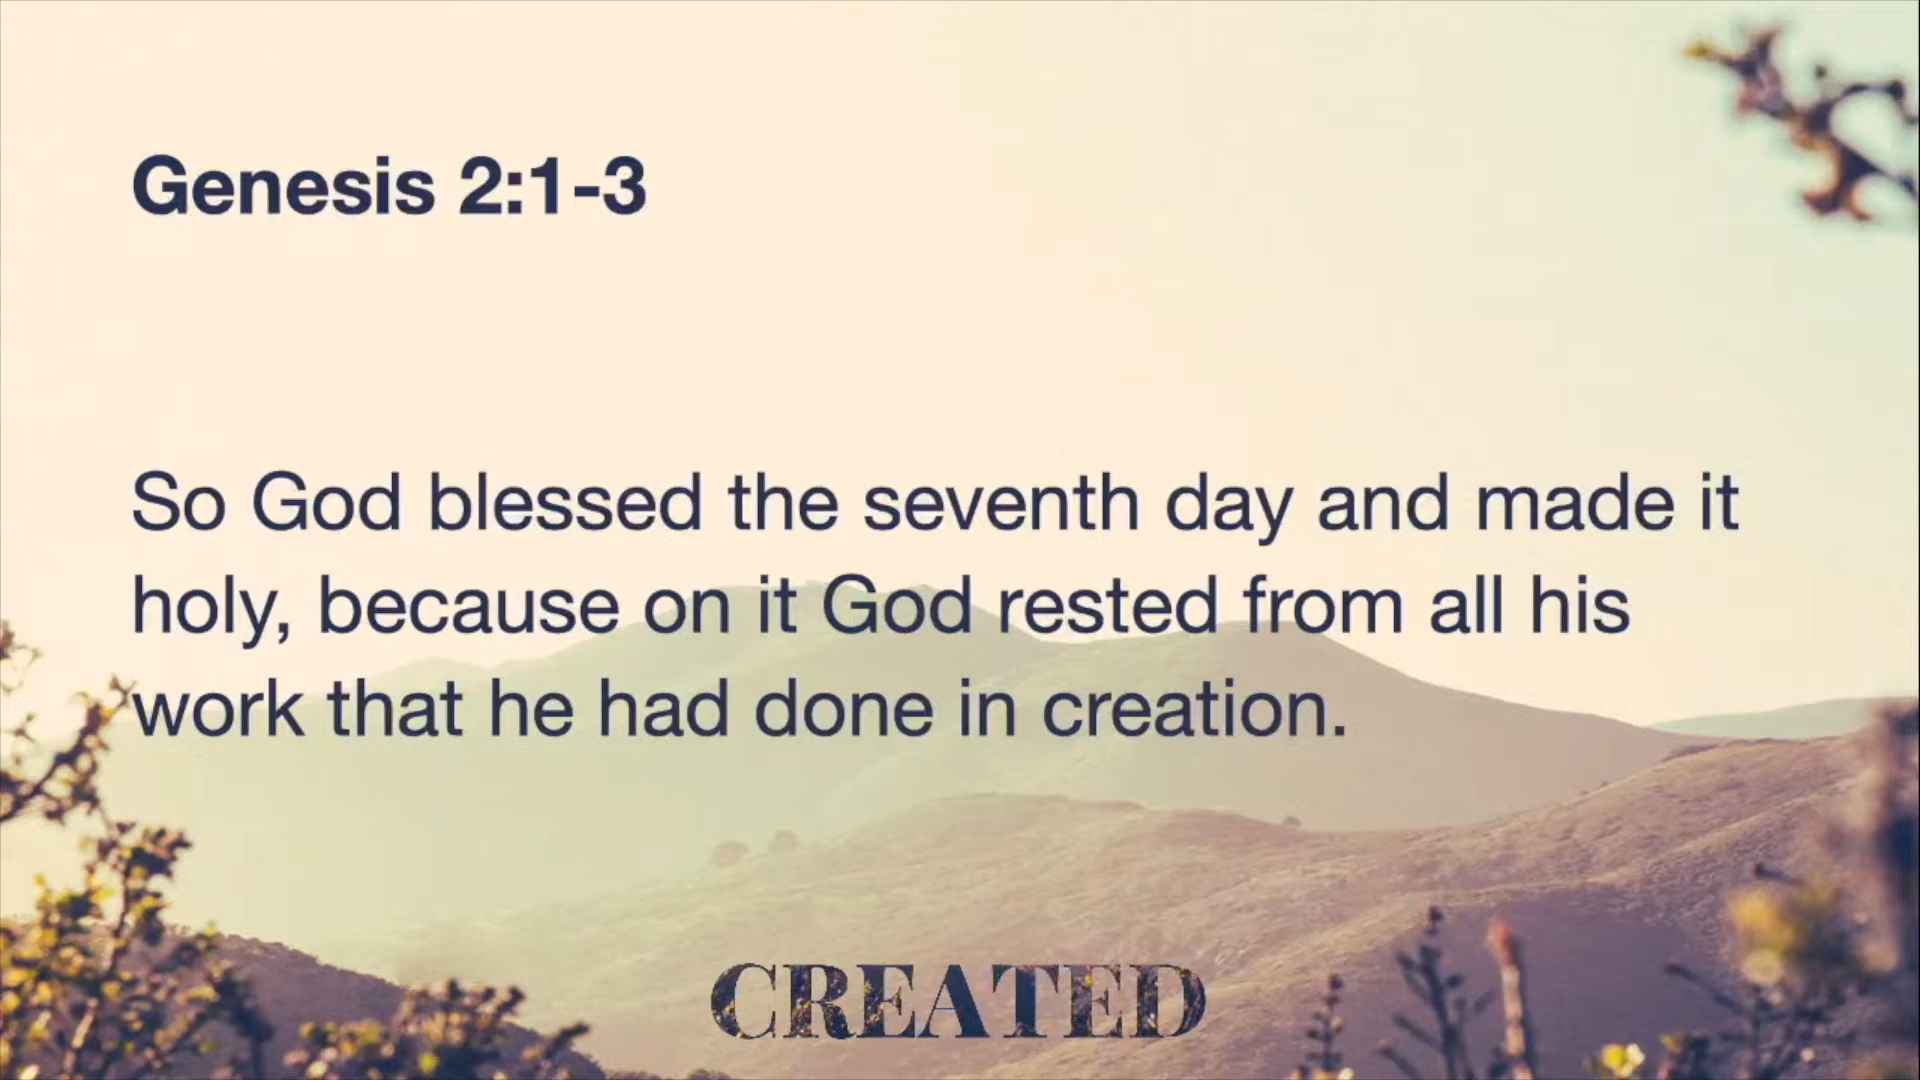 Genesis 2:1-3
So God blessed the seventh day and made it
holy, because on it God rested from all his
work that he had done in creation.
CREATED